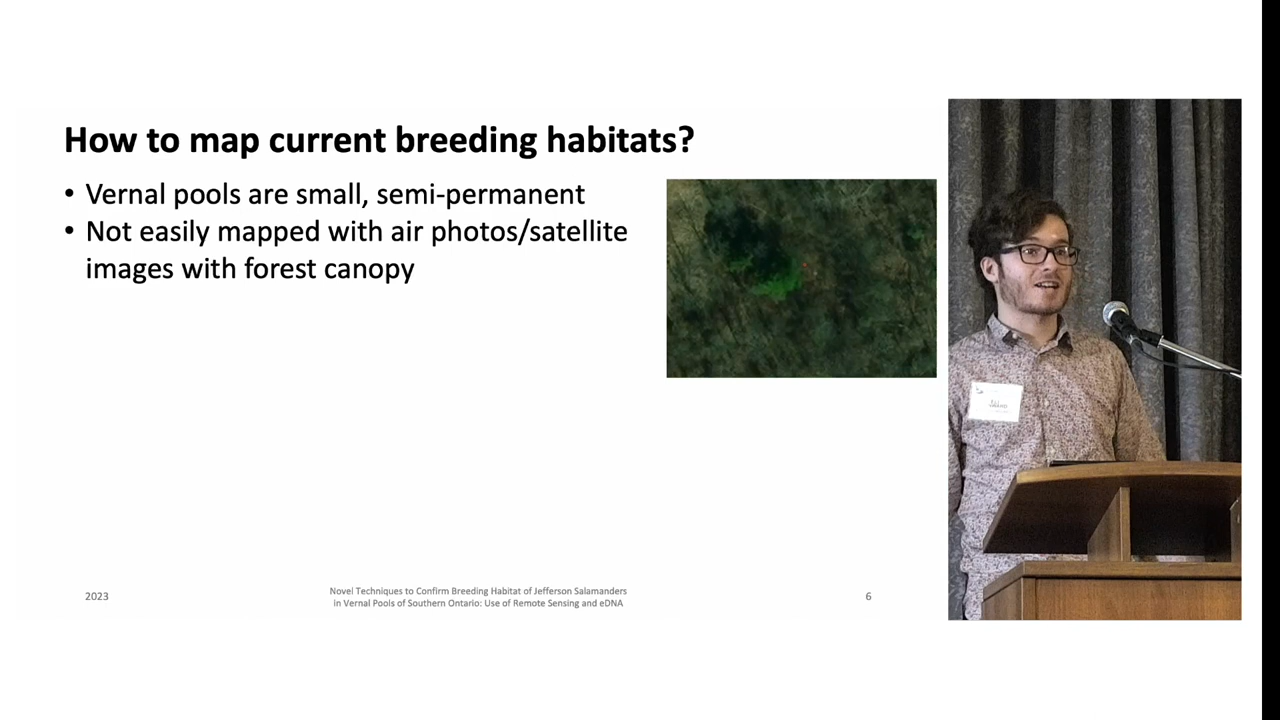 How to map current breeding habitats?
• Vernal pools are small, semi-permanent
• Not easily mapped with air photos/satellite
images with forest canopy
2023
Novel Techniques to Confirm Breeding Habitat of Jefferson Salamanders
in Vernal Pools of Southern Ontario: Use of Remote Sensing and eDNA
6